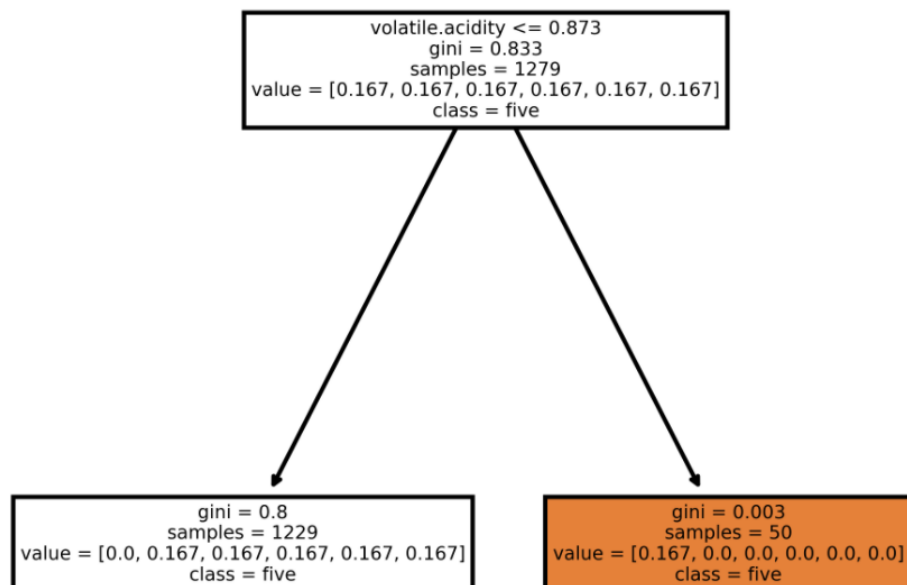 volatile.acidity <= 0.873
gini = 0.833
samples = 1279
value = [0.167, 0.167, 0.167, 0.167, 0.167, 0.167]
class = five
gini = 0.8
samples = 1229
value = [0.0, 0.167, 0.167, 0.167, 0.167, 0.167]
class = five
gini = 0.003
samples = 50
value = [0.167, 0.0, 0.0, 0.0, 0.0, 0.0]
class = five